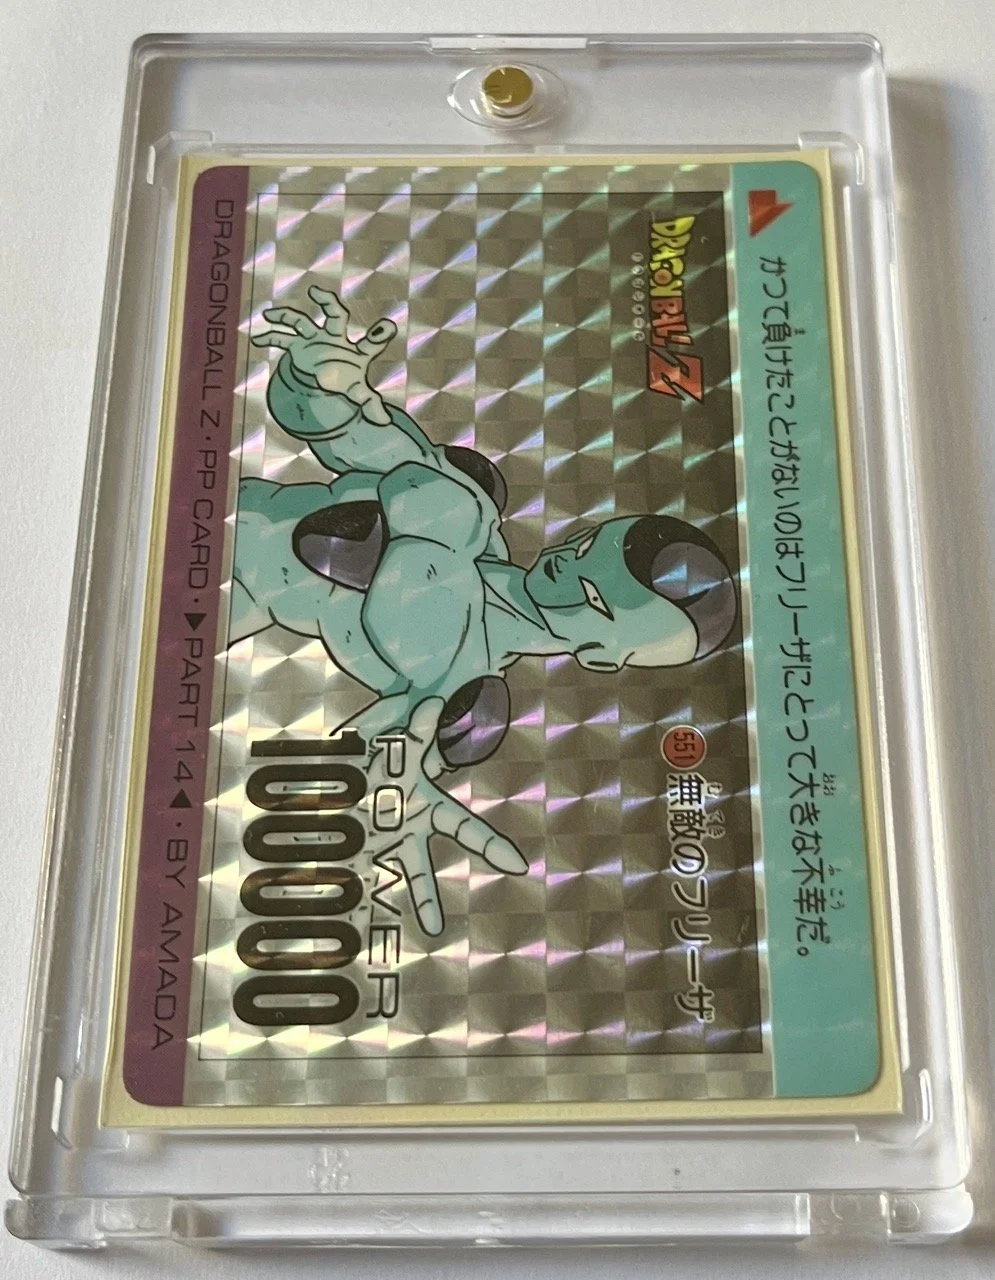 かつて負けたことがないのはフリーザにとって大きな不幸だ。
DRAGON BALL Z
551 無敵のフリーザ
POWER
100000
DRAGONBALL Z・PP CARD・▶PART 14◀・BY AMADA